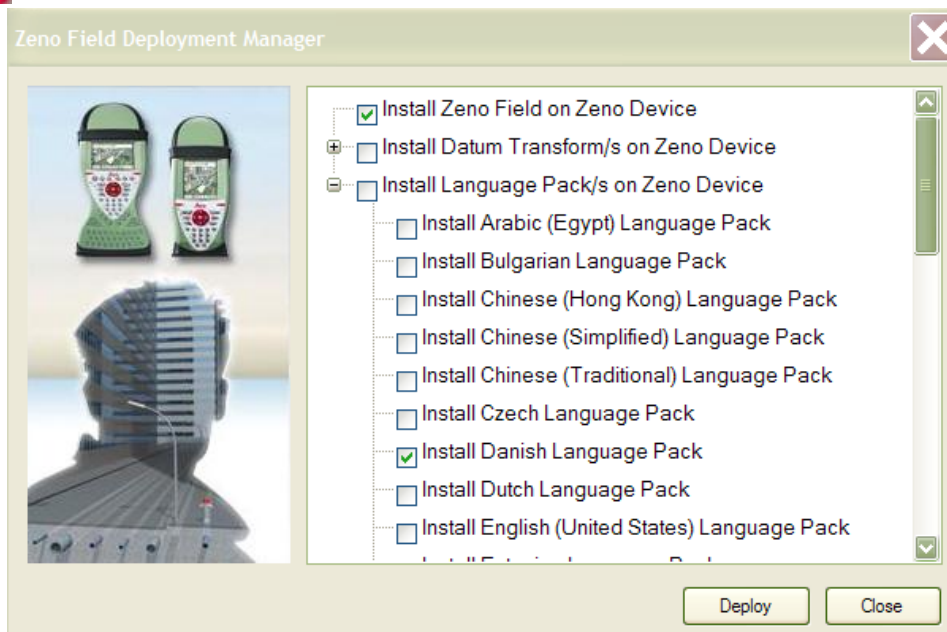 Zeno Field Deployment Manager
Install Zeno Field on Zeno Device
Install Datum Transform/s on Zeno Device
Install Language Pack/s on Zeno Device
Install Arabic (Egypt) Language Pack
Install Bulgarian Language Pack
Install Chinese (Hong Kong) Language Pack
Install Chinese (Simplified) Language Pack
Install Chinese (Traditional) Language Pack
Install Czech Language Pack
Install Danish Language Pack
Install Dutch Language Pack
Install English (United States) Language Pack
Deploy
Close